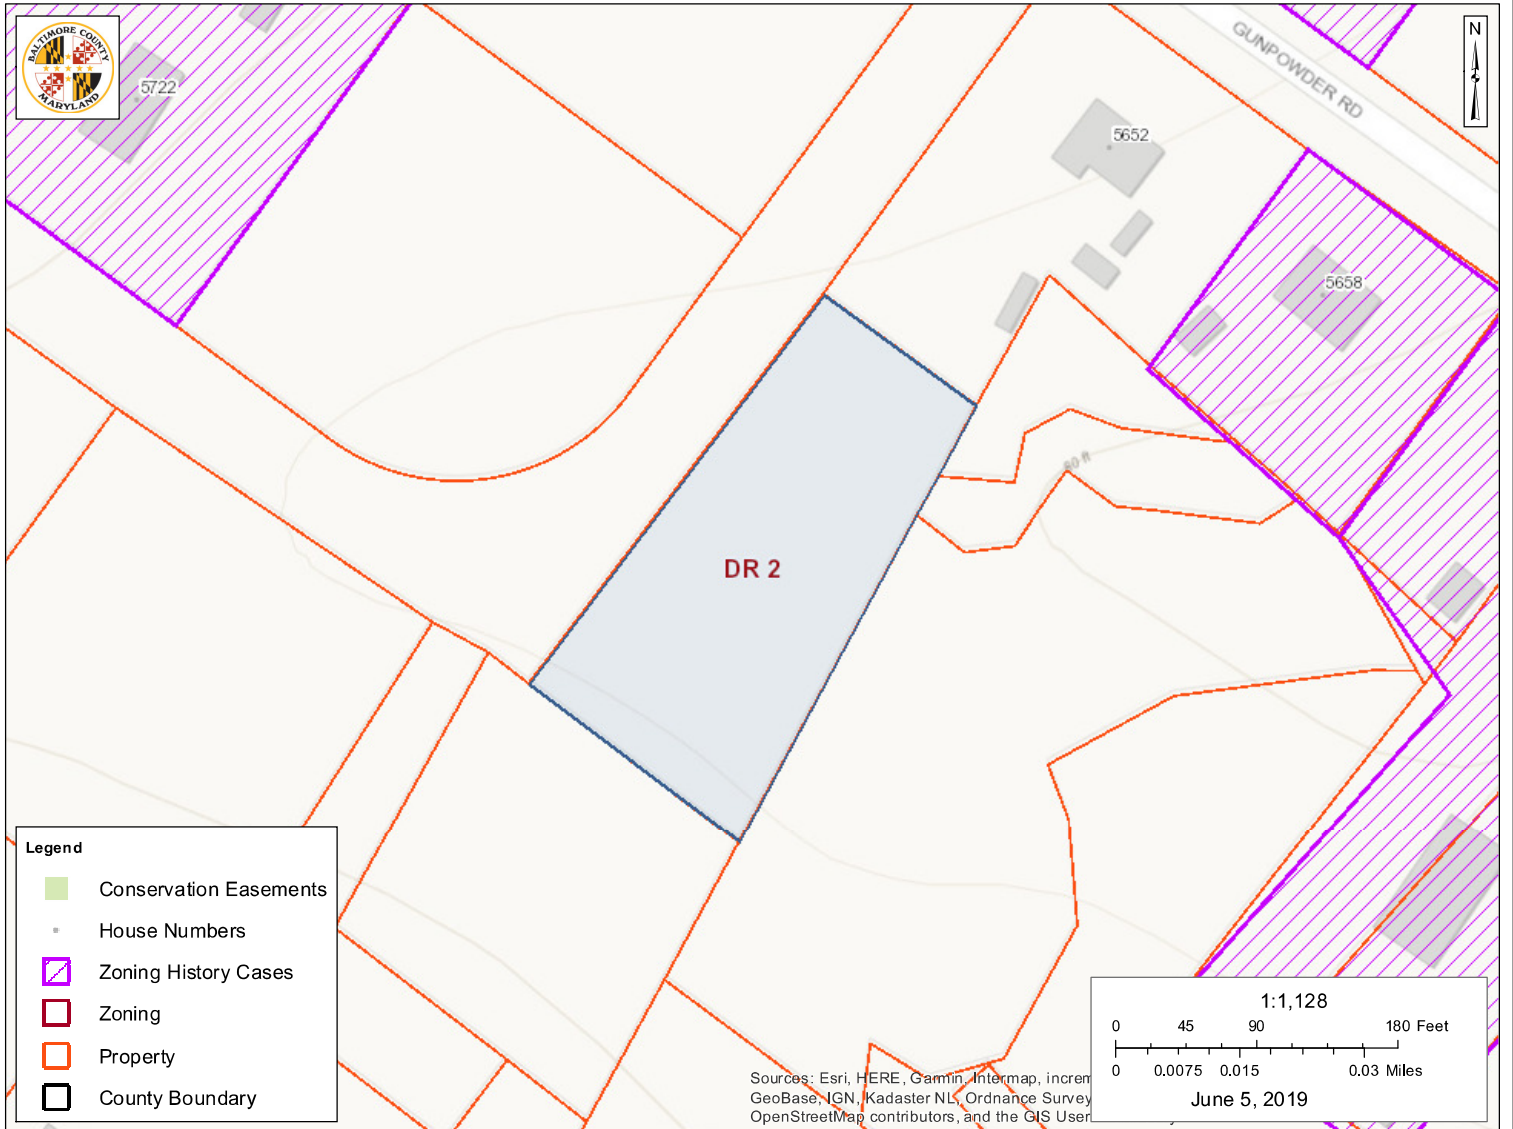 BALTIMORE COUNTY
MARYLAND
5722
GUNPOWDER RD
N
5652
5658
80 ft
DR 2
Legend
Conservation Easements
House Numbers
Zoning History Cases
Zoning
Property
County Boundary
1:1,128
0 45 90 180 Feet
0 0.0075 0.015 0.03 Miles
June 5, 2019
Sources: Esri, HERE, Garmin, Intermap, increm
GeoBase, IGN, Kadaster NL, Ordnance Survey
OpenStreetMap contributors, and the GIS User